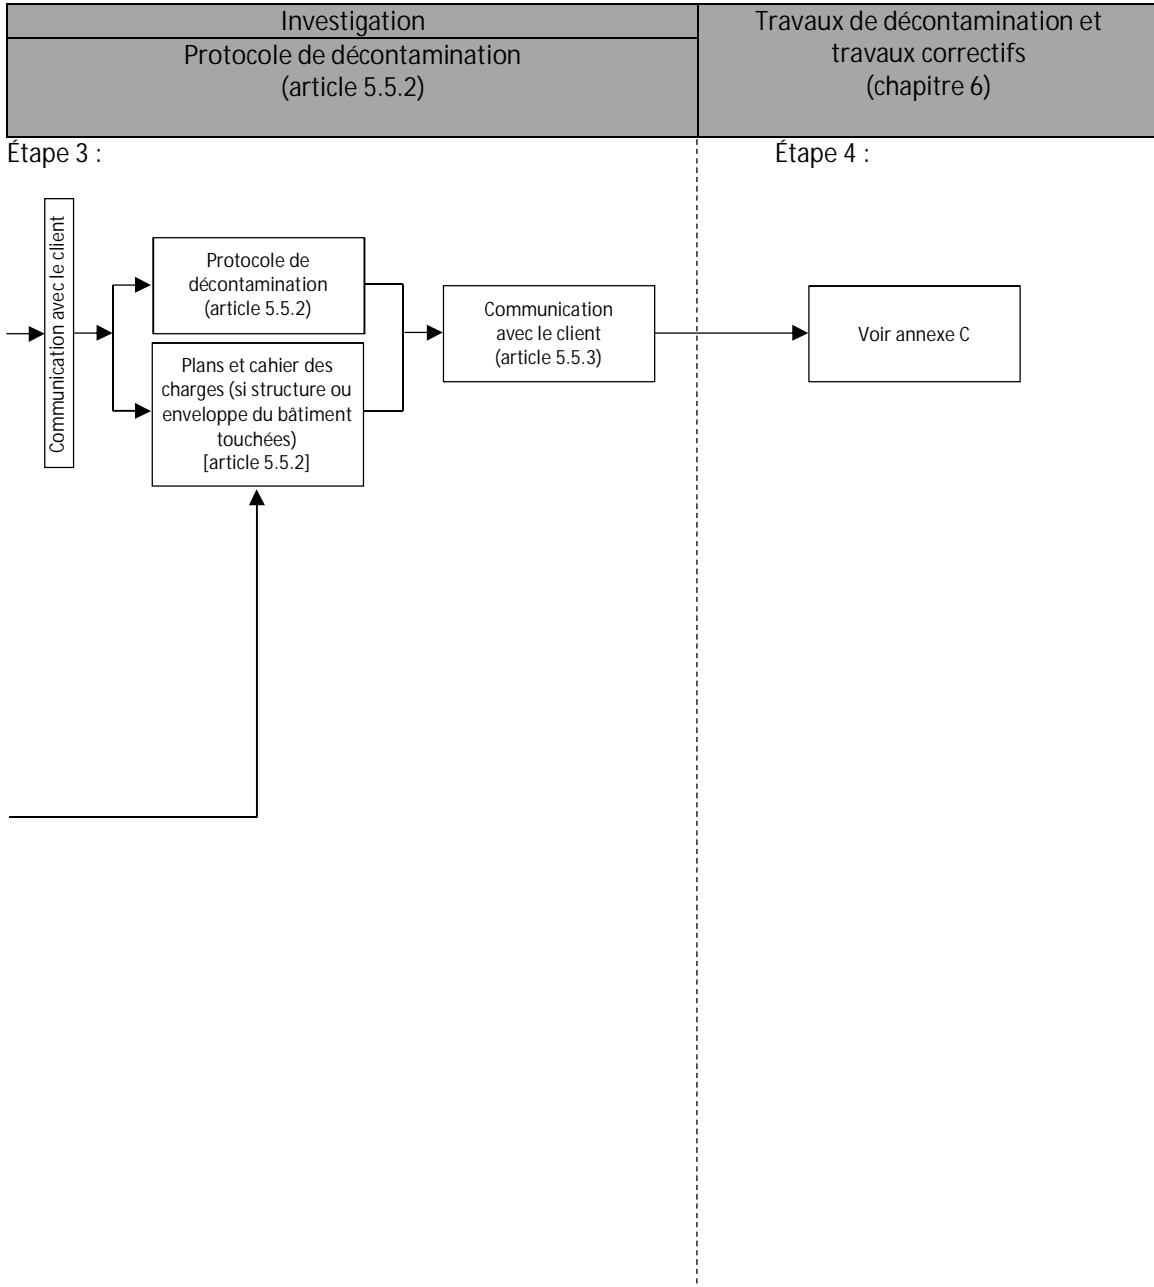 Investigation
Protocole de décontamination
(article 5.5.2)
Travaux de décontamination et
travaux correctifs
(chapitre 6)
Étape 3 :
Étape 4 :
Communication avec le client
Protocole de
décontamination
(article 5.5.2)
Plans et cahier des
charges (si structure ou
enveloppe du bâtiment
touchées)
[article 5.5.2]
Communication
avec le client
(article 5.5.3)
Voir annexe C